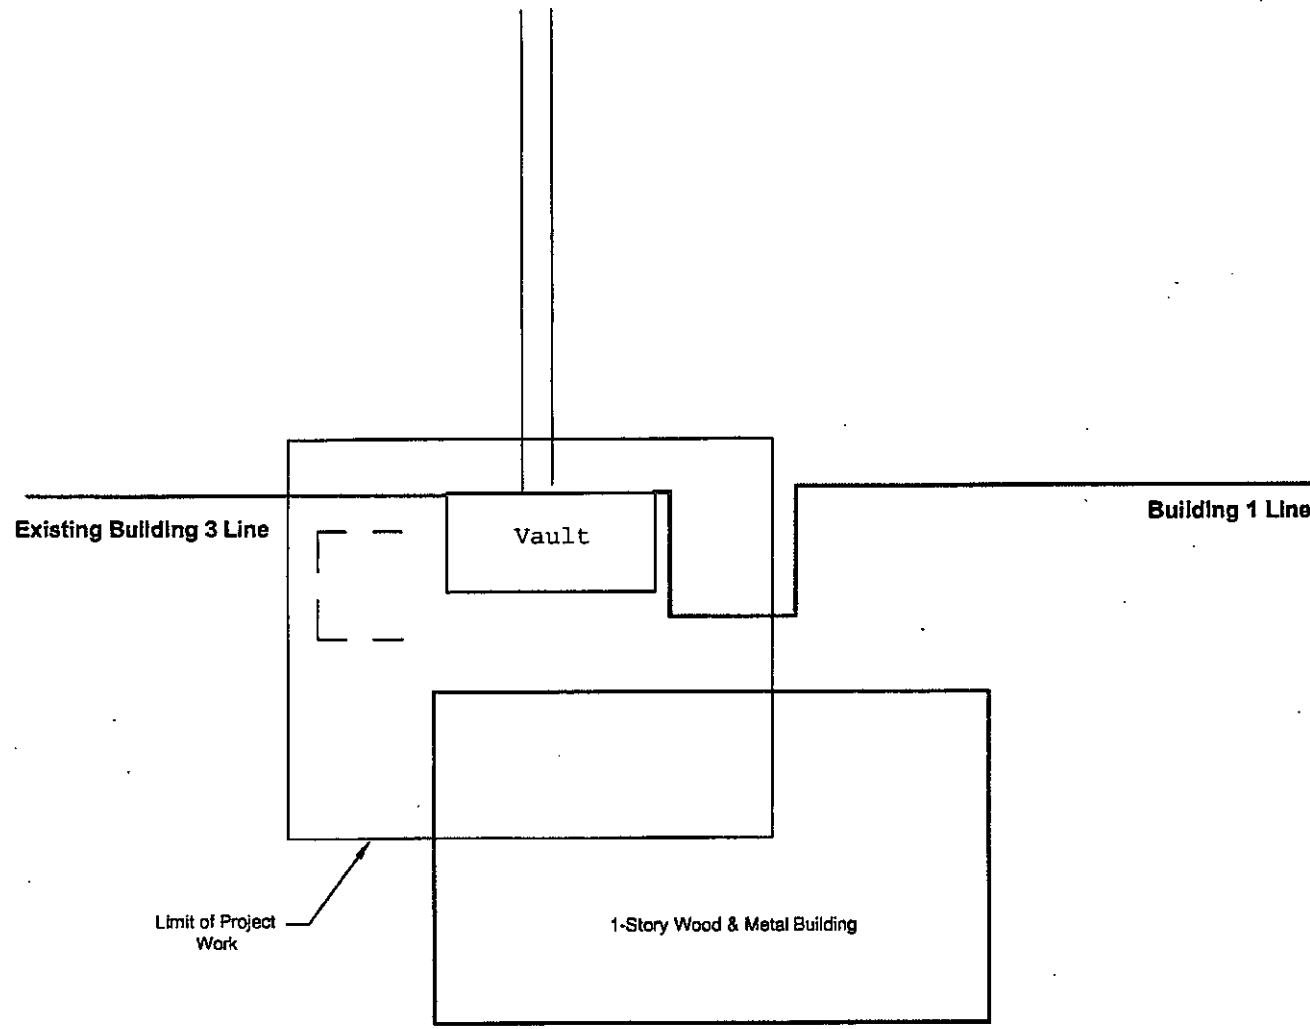 Existing Building 3 Line
Vault
Building 1 Line
Limit of Project
Work
1-Story Wood & Metal Building